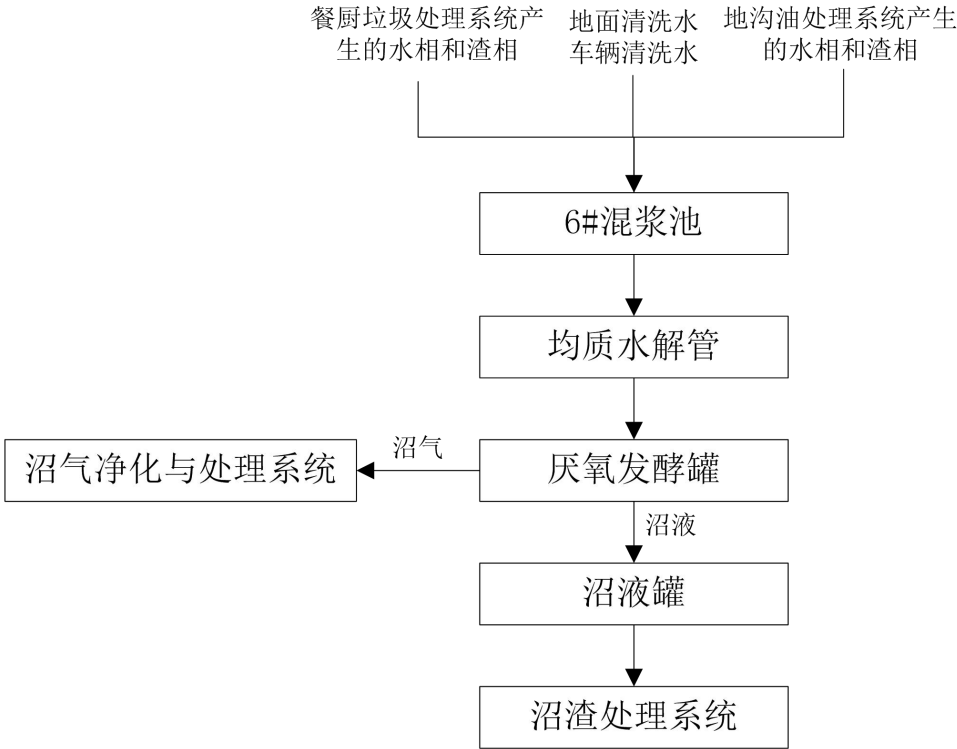 餐厨垃圾处理系统产
生的水相和渣相
地面清洗水
车辆清洗水
地沟油处理系统产生
的水相和渣相
6#混浆池
均质水解管
沼气
沼气净化与处理系统
厌氧发酵罐
沼液
沼液罐
沼渣处理系统